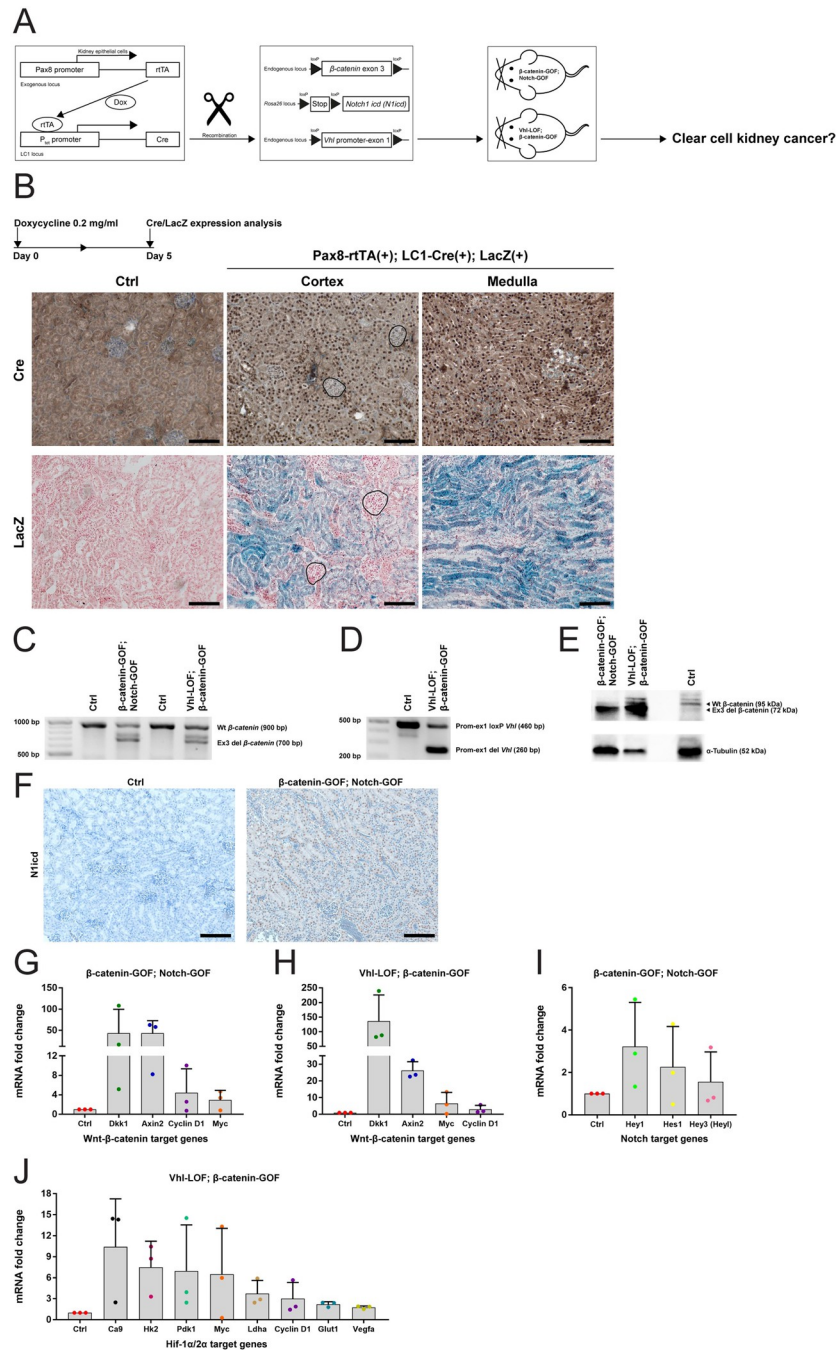 A
Kidney epithelial cells
Pax8 promoter
rtTA
Exogenous locus
Dox
rtTA
Ptet promoter
Cre
LC1 locus
Recombination
loxP
loxP
Endogenous locus
β-catenin exon 3
loxP
loxP
Rosa26 locus
Stop
Notch1 icd (N1icd)
loxP
loxP
Endogenous locus
Vhl promoter-exon 1
β-catenin-GOF;
Notch-GOF
Vhl-LOF;
β-catenin-GOF
Clear cell kidney cancer?
B
Doxycycline 0.2 mg/ml
Cre/LacZ expression analysis
Day 0
Day 5
Pax8-rtTA(+); LC1-Cre(+); LacZ(+)
Ctrl
Cortex
Medulla
Cre
LacZ
C
Ctrl
β-catenin-GOF;
Notch-GOF
Ctrl
Vhl-LOF;
β-catenin-GOF
1000 bp
500 bp
Wt β-catenin (900 bp)
Ex3 del β-catenin (700 bp)
D
Ctrl
Vhl-LOF;
β-catenin-GOF
500 bp
200 bp
Prom-ex1 loxP Vhl (460 bp)
Prom-ex1 del Vhl (260 bp)
E
β-catenin-GOF;
Notch-GOF
Vhl-LOF;
β-catenin-GOF
Ctrl
Wt β-catenin (95 kDa)
Ex3 del β-catenin (72 kDa)
α-Tubulin (52 kDa)
F
Ctrl
β-catenin-GOF; Notch-GOF
N1icd
G
β-catenin-GOF; Notch-GOF
mRNA fold change
150
125
100
75
50
25
12
8
4
0
Ctrl Dkk1 Axin2 Cyclin D1 Myc
Wnt-β-catenin target genes
H
Vhl-LOF; β-catenin-GOF
mRNA fold change
250
200
150
100
50
30
20
10
0
Ctrl Dkk1 Axin2 Myc Cyclin D1
Wnt-β-catenin target genes
I
β-catenin-GOF; Notch-GOF
mRNA fold change
6
4
2
0
Ctrl Hey1 Hes1 Hey3 (Heyl)
Notch target genes
J
Vhl-LOF; β-catenin-GOF
mRNA fold change
18
15
12
9
6
3
0
Ctrl Ca9 Hk2 Pdk1 Myc Ldha Cyclin D1 Glut1 Vegfa
Hif-1α/2α target genes